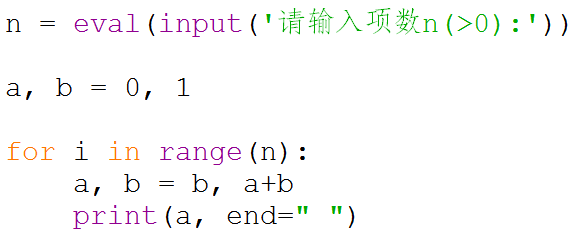 n = eval(input('请输入项数n(>0):'))
a, b = 0, 1
for i in range(n):
    a, b = b, a+b
    print(a, end=" ")